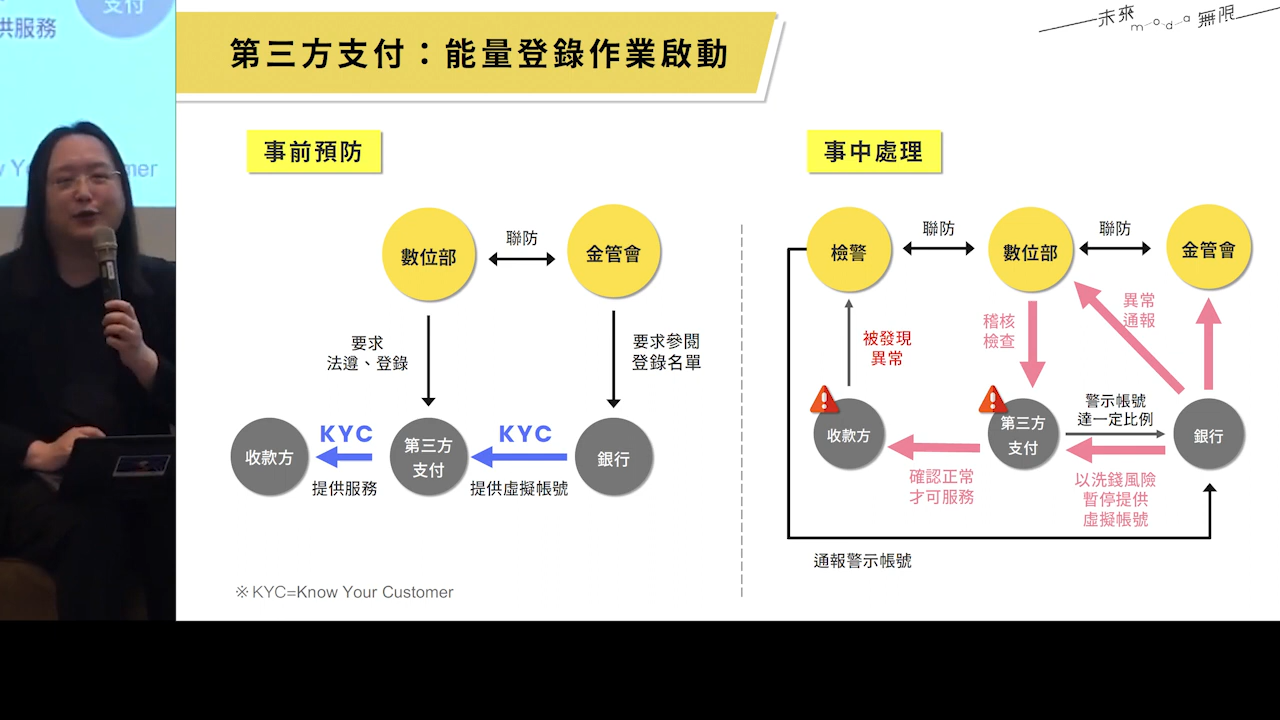 支付
供服務
mer
未來 moda 無限
第三方支付：能量登錄作業啟動
事前預防
數位部
聯防
金管會
要求
法遵、登錄
要求參閱
登錄名單
收款方
KYC
提供服務
第三方
支付
KYC
提供虛擬帳號
銀行
※ KYC=Know Your Customer
事中處理
檢警
聯防
數位部
聯防
金管會
被發現
異常
稽核
檢查
異常
通報
收款方
確認正常
才可服務
第三方
支付
警示帳號
達一定比例
以洗錢風險
暫停提供
虛擬帳號
銀行
通報警示帳號